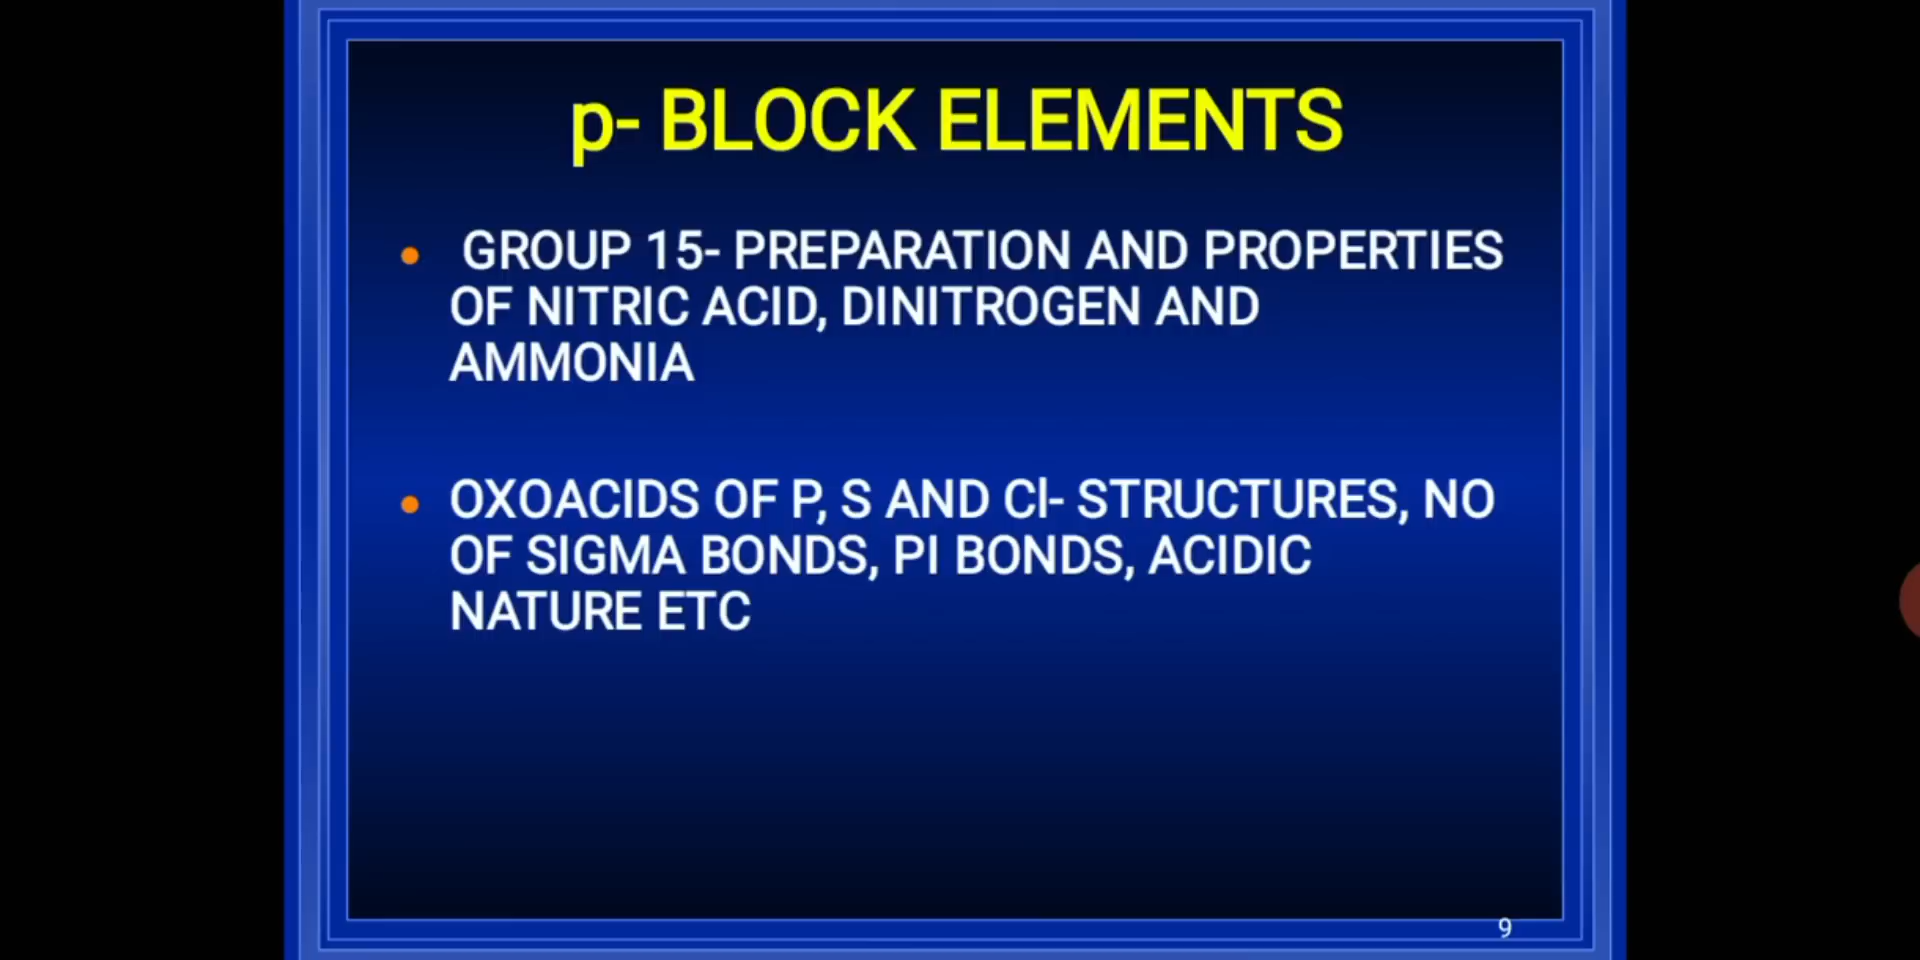 p- BLOCK ELEMENTS
GROUP 15- PREPARATION AND PROPERTIES
OF NITRIC ACID, DINITROGEN AND
AMMONIA
OXOACIDS OF P, S AND Cl- STRUCTURES, NO
OF SIGMA BONDS, PI BONDS, ACIDIC
NATURE ETC
9